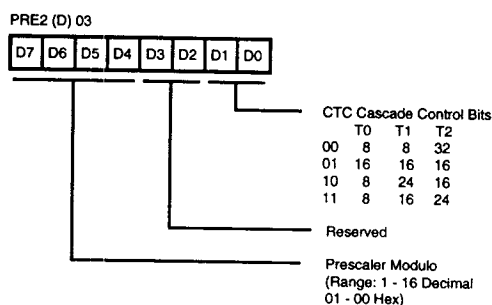 PRE2 (D) 03
D7 D6 D5 D4 D3 D2 D1 D0
CTC Cascade Control Bits
T0 T1 T2
00 8 8 32
01 16 16 16
10 8 24 16
11 8 16 24
Reserved
Prescaler Modulo
(Range: 1 - 16 Decimal
01 - 00 Hex)